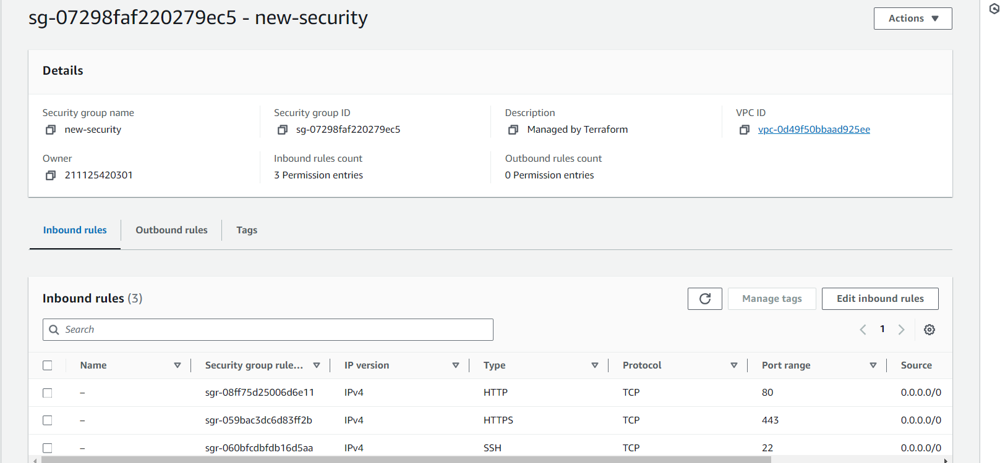 sg-07298faf220279ec5 - new-security
Actions
Details
Security group name
new-security
Security group ID
sg-07298faf220279ec5
Description
Managed by Terraform
VPC ID
vpc-0d49f50bbaad925ee
Owner
211125420301
Inbound rules count
3 Permission entries
Outbound rules count
0 Permission entries
Inbound rules
Outbound rules
Tags
Inbound rules (3)
Manage tags
Edit inbound rules
Search
1
Name Security group rule... IP version Type Protocol Port range Source
– sgr-08ff75d25006d6e11 IPv4 HTTP TCP 80 0.0.0.0/0
– sgr-059bac3dc6d83ff2b IPv4 HTTPS TCP 443 0.0.0.0/0
– sgr-060bfcdbfdb16d5aa IPv4 SSH TCP 22 0.0.0.0/0